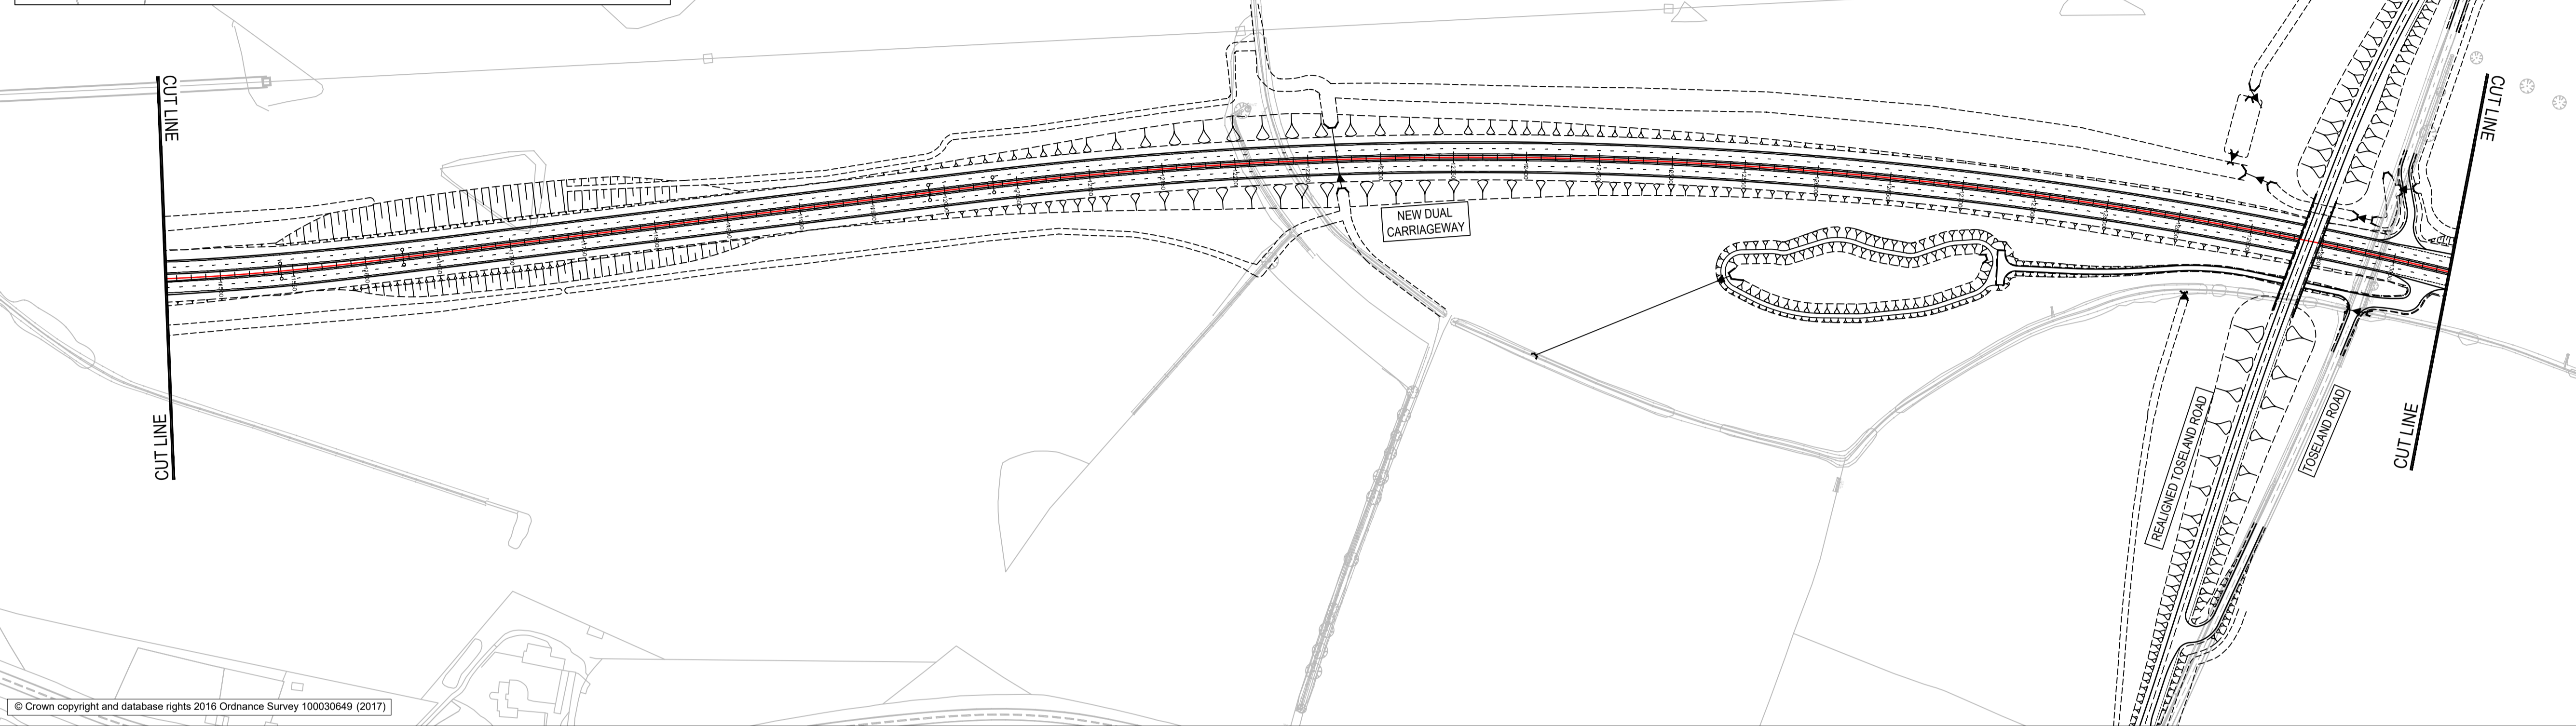 CUT LINE
CUT LINE
NEW DUAL
CARRIAGEWAY
REALIGNED TOSELAND ROAD
TOSELAND ROAD
CUT LINE
CUT LINE
© Crown copyright and database rights 2016 Ordnance Survey 100030649 (2017)